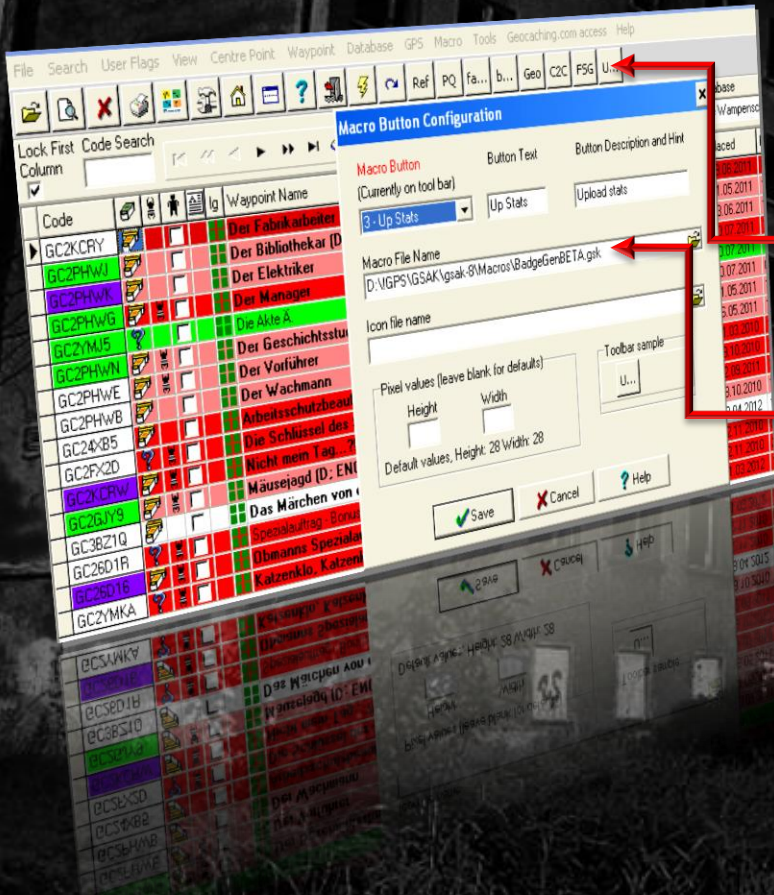 File Search User Flags View Centre Point Waypoint Database GPS Macro Tools Geocaching.com access Help
Ref PQ Fa... b... Geo C2C FSG U...
Lock First Column
Code Search
Code lg Waypoint Name
GC2KCRY Der Fabrikarbeiter
GC2PHWJ Der Bibliothekar (D
GC2PHWK Der Elektriker
GC2PHWG Der Manager
GC2YMJ5 Die Akte A.
GC2PHWN Der Geschichtsstu
GC2PHWE Der Vorführer
GC2PHWB Der Wachmann
GC24XB5 Arbeitsschutzbeau
GC2FX2D Die Schlüssel des
GC2KCRW Nicht mein Tag...?
GC2GJY9 Mäusejagd (D; EN
GC3BZ1Q Das Märchen von
GC26D1R Spezialauftrag - Bonus
GC26D16 Obmanns Spezial
GC2YMKA Katzenklo, Katzen
Macro Button Configuration
Macro Button
(Currently on tool bar)
3 - Up Stats
Button Text
Up Stats
Button Description and Hint
Upload stats
Macro File Name
D:\!GPS\GSAK\gsak-8\Macros\BadgeGenBETA.gsk
Icon file name
Pixel values (leave blank for defaults)
Height Width
Default values, Height: 28 Width: 28
Toolbar sample
U...
Save Cancel Help